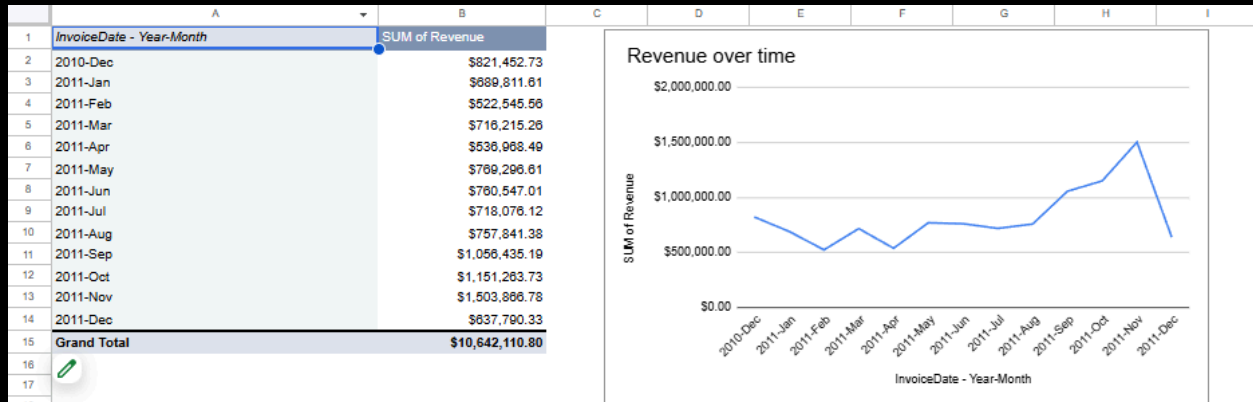 A B C D E F G H I
1 InvoiceDate - Year-Month SUM of Revenue
2 2010-Dec $821,452.73
3 2011-Jan $689,811.61
4 2011-Feb $522,545.56
5 2011-Mar $716,215.26
6 2011-Apr $536,968.49
7 2011-May $769,296.61
8 2011-Jun $760,547.01
9 2011-Jul $718,076.12
10 2011-Aug $757,841.38
11 2011-Sep $1,056,435.19
12 2011-Oct $1,151,263.73
13 2011-Nov $1,503,866.78
14 2011-Dec $637,790.33
15 Grand Total $10,642,110.80
16
17
Revenue over time
$2,000,000.00
$1,500,000.00
$1,000,000.00
$500,000.00
$0.00
SUM of Revenue
2010-Dec 2011-Jan 2011-Feb 2011-Mar 2011-Apr 2011-May 2011-Jun 2011-Jul 2011-Aug 2011-Sep 2011-Oct 2011-Nov 2011-Dec
InvoiceDate - Year-Month